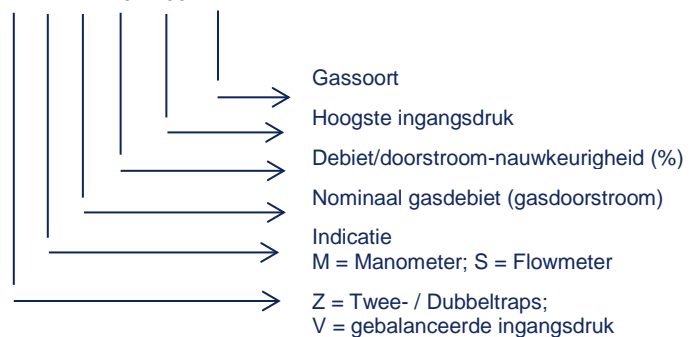 Gassoort
Hoogste ingangsdruk
Debiet/doorstroom-nauwkeurigheid (%)
Nominaal gasdebiet (gasdoorstroom)
Indicatie
M = Manometer; S = Flowmeter
Z = Twee- / Dubbeltraps;
V = gebalanceerde ingangsdruk